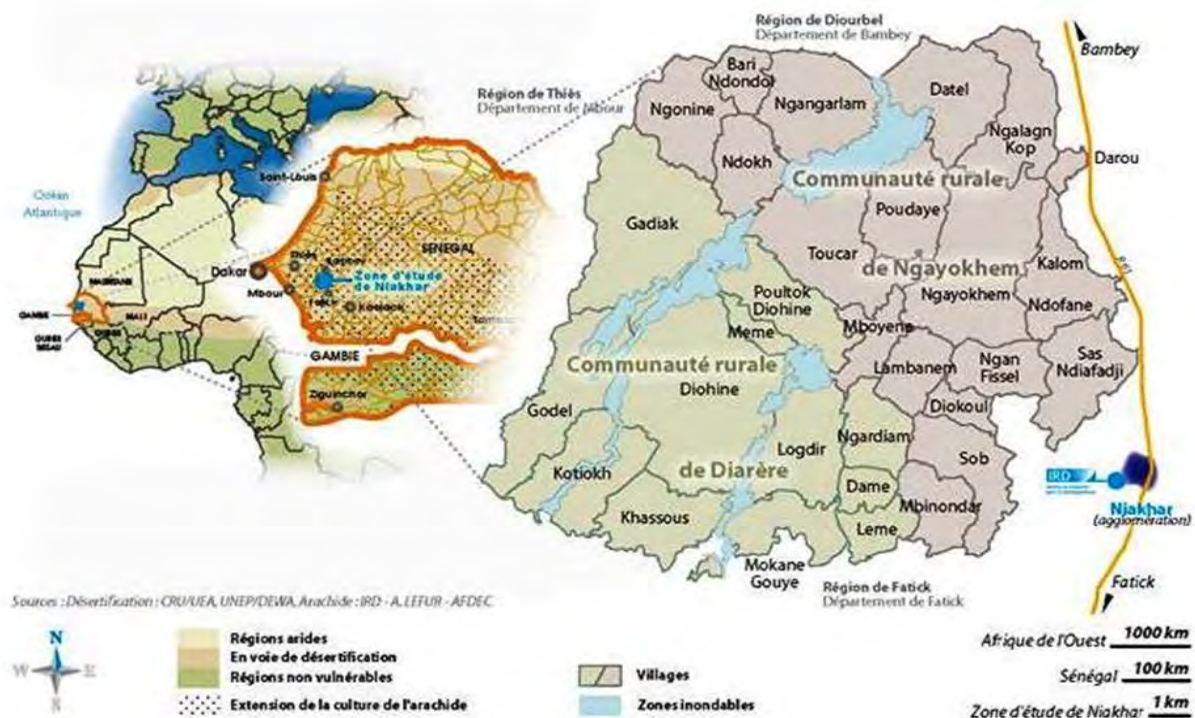 Région de Diourbel
Département de Bambey
Bambey
Région de Thiès
Département de Mbour
Bari
Ndondol
Ngonine
Ngangarlam
Datel
Ngalagn
Kop
Darou
Ndokh
Communauté rurale
Océan
Atlantique
Saint-Louis
Gadiak
Poudaye
Toucar
SENEGAL
Thiès
Dakar
Zone d'étude
de Niakhar
de Ngayokhem
Kalom
Mbour
Kaolack
Poultok
Diohine
Ngayokhem
Ndofane
MALI
GAMBIE
Meme
Mboyene
GAMBIE
Communauté rurale
Diohine
Lambanem
Ngan
Fissel
Sas
Ndiafadji
Ziguinchor
Godel
Diokoul
Logdir
Ngardiam
Sob
Kotiokh
de Diarère
IRD
Dame
Mbinondar
Khassous
Leme
Niakhar
(agglomération)
Mokane
Gouye
Région de Fatick
Département de Fatick
Fatick
Sources : Désertification : CRU/UEA, UNEP/DEWA, Arachide : IRD - A. LEFUR - AFDEC
N
W
E
S
Régions arides
En voie de désertification
Régions non vulnérables
Extension de la culture de l'arachide
Villages
Zones inondables
Afrique de l'Ouest 1000 km
Sénégal 100 km
Zone d'étude de Niakhar 1 km